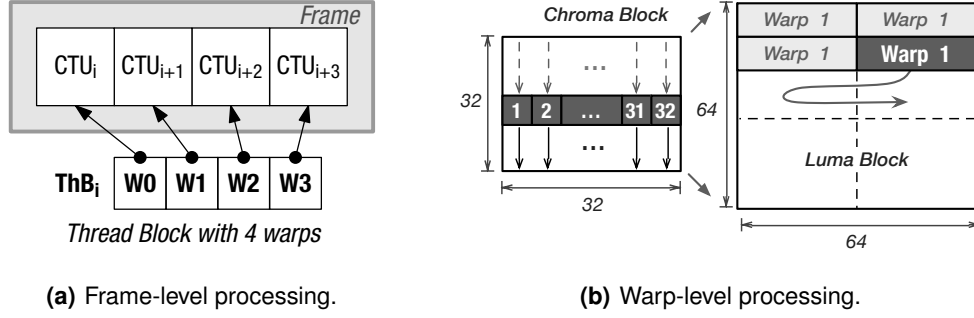 Frame
CTUi CTUi+1 CTUi+2 CTUi+3
ThBi W0 W1 W2 W3
Thread Block with 4 warps
(a) Frame-level processing.
Chroma Block
32
...
1 2 ... 31 32
...
32
Warp 1 Warp 1
Warp 1 Warp 1
64
Luma Block
64
(b) Warp-level processing.